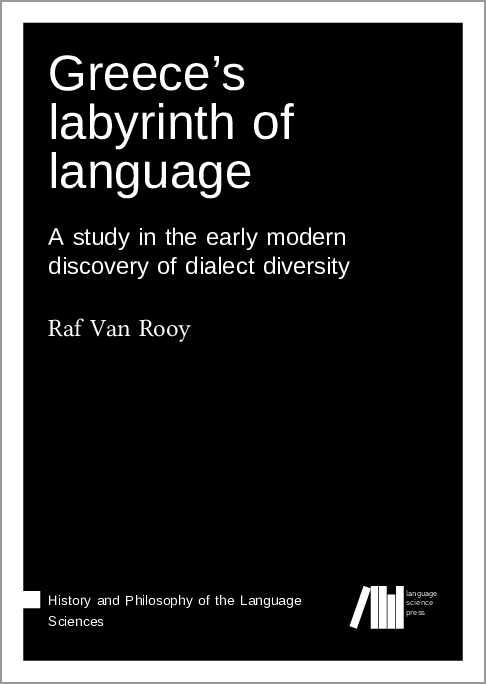 Greece’s
labyrinth of
language
A study in the early modern
discovery of dialect diversity
Raf Van Rooy
History and Philosophy of the Language
Sciences
language
science
press